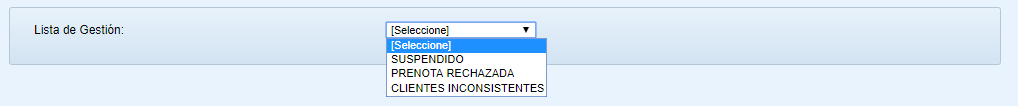 Lista de Gestión:
[Seleccione]
[Seleccione]
SUSPENDIDO
PRENOTA RECHAZADA
CLIENTES INCONSISTENTES